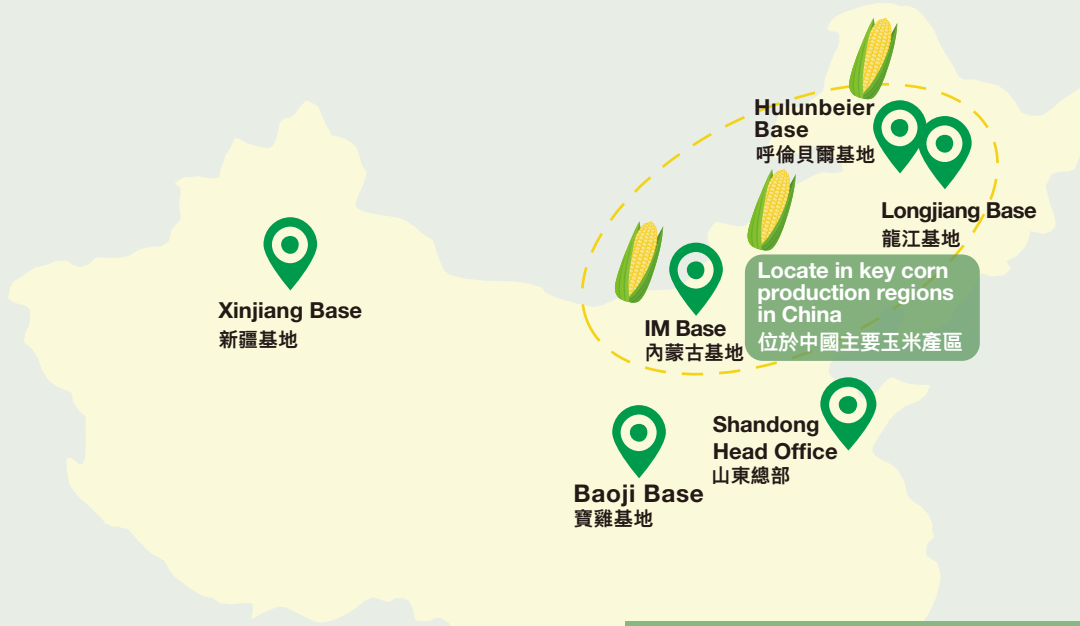 Hulunbeier
Base
呼倫貝爾基地
Longjiang Base
龍江基地
Xinjiang Base
新疆基地
Locate in key corn
production regions
in China
位於中國主要玉米產區
IM Base
內蒙古基地
Shandong
Head Office
山東總部
Baoji Base
寶雞基地